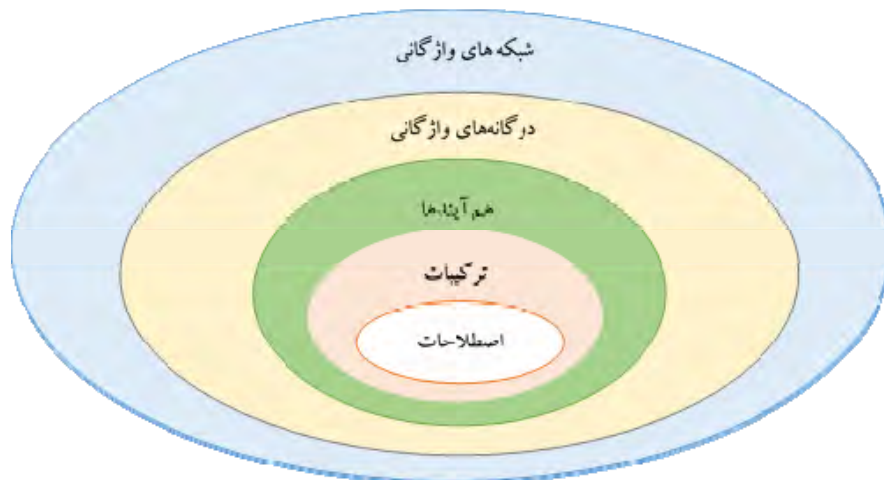 شبکه های واژگانی
درگانه‌های واژگانی
هم آیندها
ترکیبات
اصطلاحات